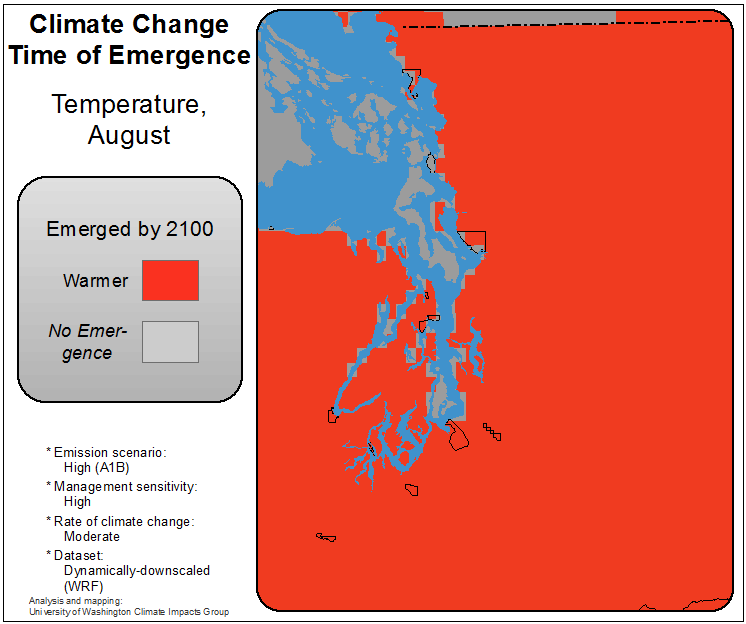 Climate Change
Time of Emergence
Temperature,
August
Emerged by 2100
Warmer
No Emer-
gence
* Emission scenario:
High (A1B)
* Management sensitivity:
High
* Rate of climate change:
Moderate
* Dataset:
Dynamically-downscaled
(WRF)
Analysis and mapping:
University of Washington Climate Impacts Group